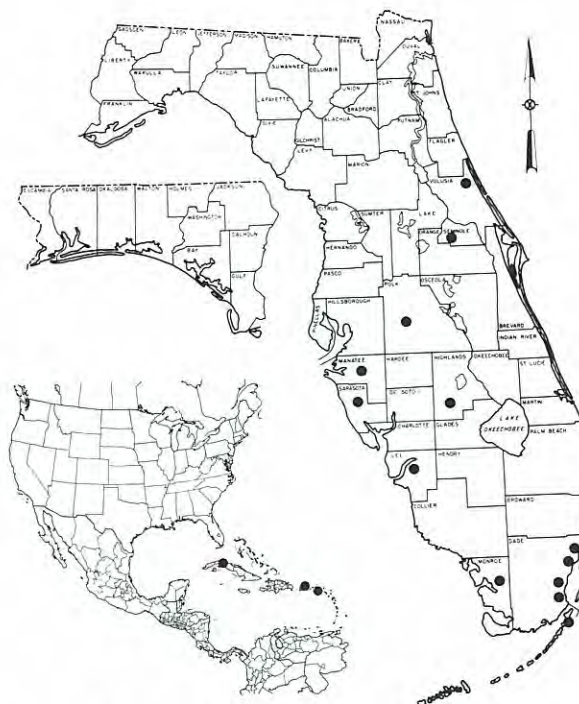 NASSAU
GADSDEN
LEON
JEFFERSON
MADISON
HAMILTON
BAKER
DUVAL
LIBERTY
WAKULLA
TAYLOR
SUWANNEE
COLUMBIA
UNION
CLAY
ST. JOHNS
FRANKLIN
LAFAYETTE
BRADFORD
PUTNAM
DIXIE
GILCHRIST
ALACHUA
FLAGLER
LEVY
MARION
VOLUSIA
ESCAMBIA
SANTA ROSA
OKALOOSA
WALTON
HOLMES
JACKSON
WASHINGTON
BAY
CALHOUN
GULF
CITRUS
SUMTER
LAKE
ORANGE
SEMINOLE
HERNANDO
PASCO
POLK
OSCEOLA
PINELLAS
HILLSBOROUGH
BREVARD
INDIAN RIVER
MANATEE
HARDEE
HIGHLANDS
OKEECHOBEE
ST. LUCIE
SARASOTA
DE SOTO
MARTIN
CHARLOTTE
GLADES
LAKE
OKEECHOBEE
PALM BEACH
LEE
HENDRY
COLLIER
BROWARD
DADE
MONROE